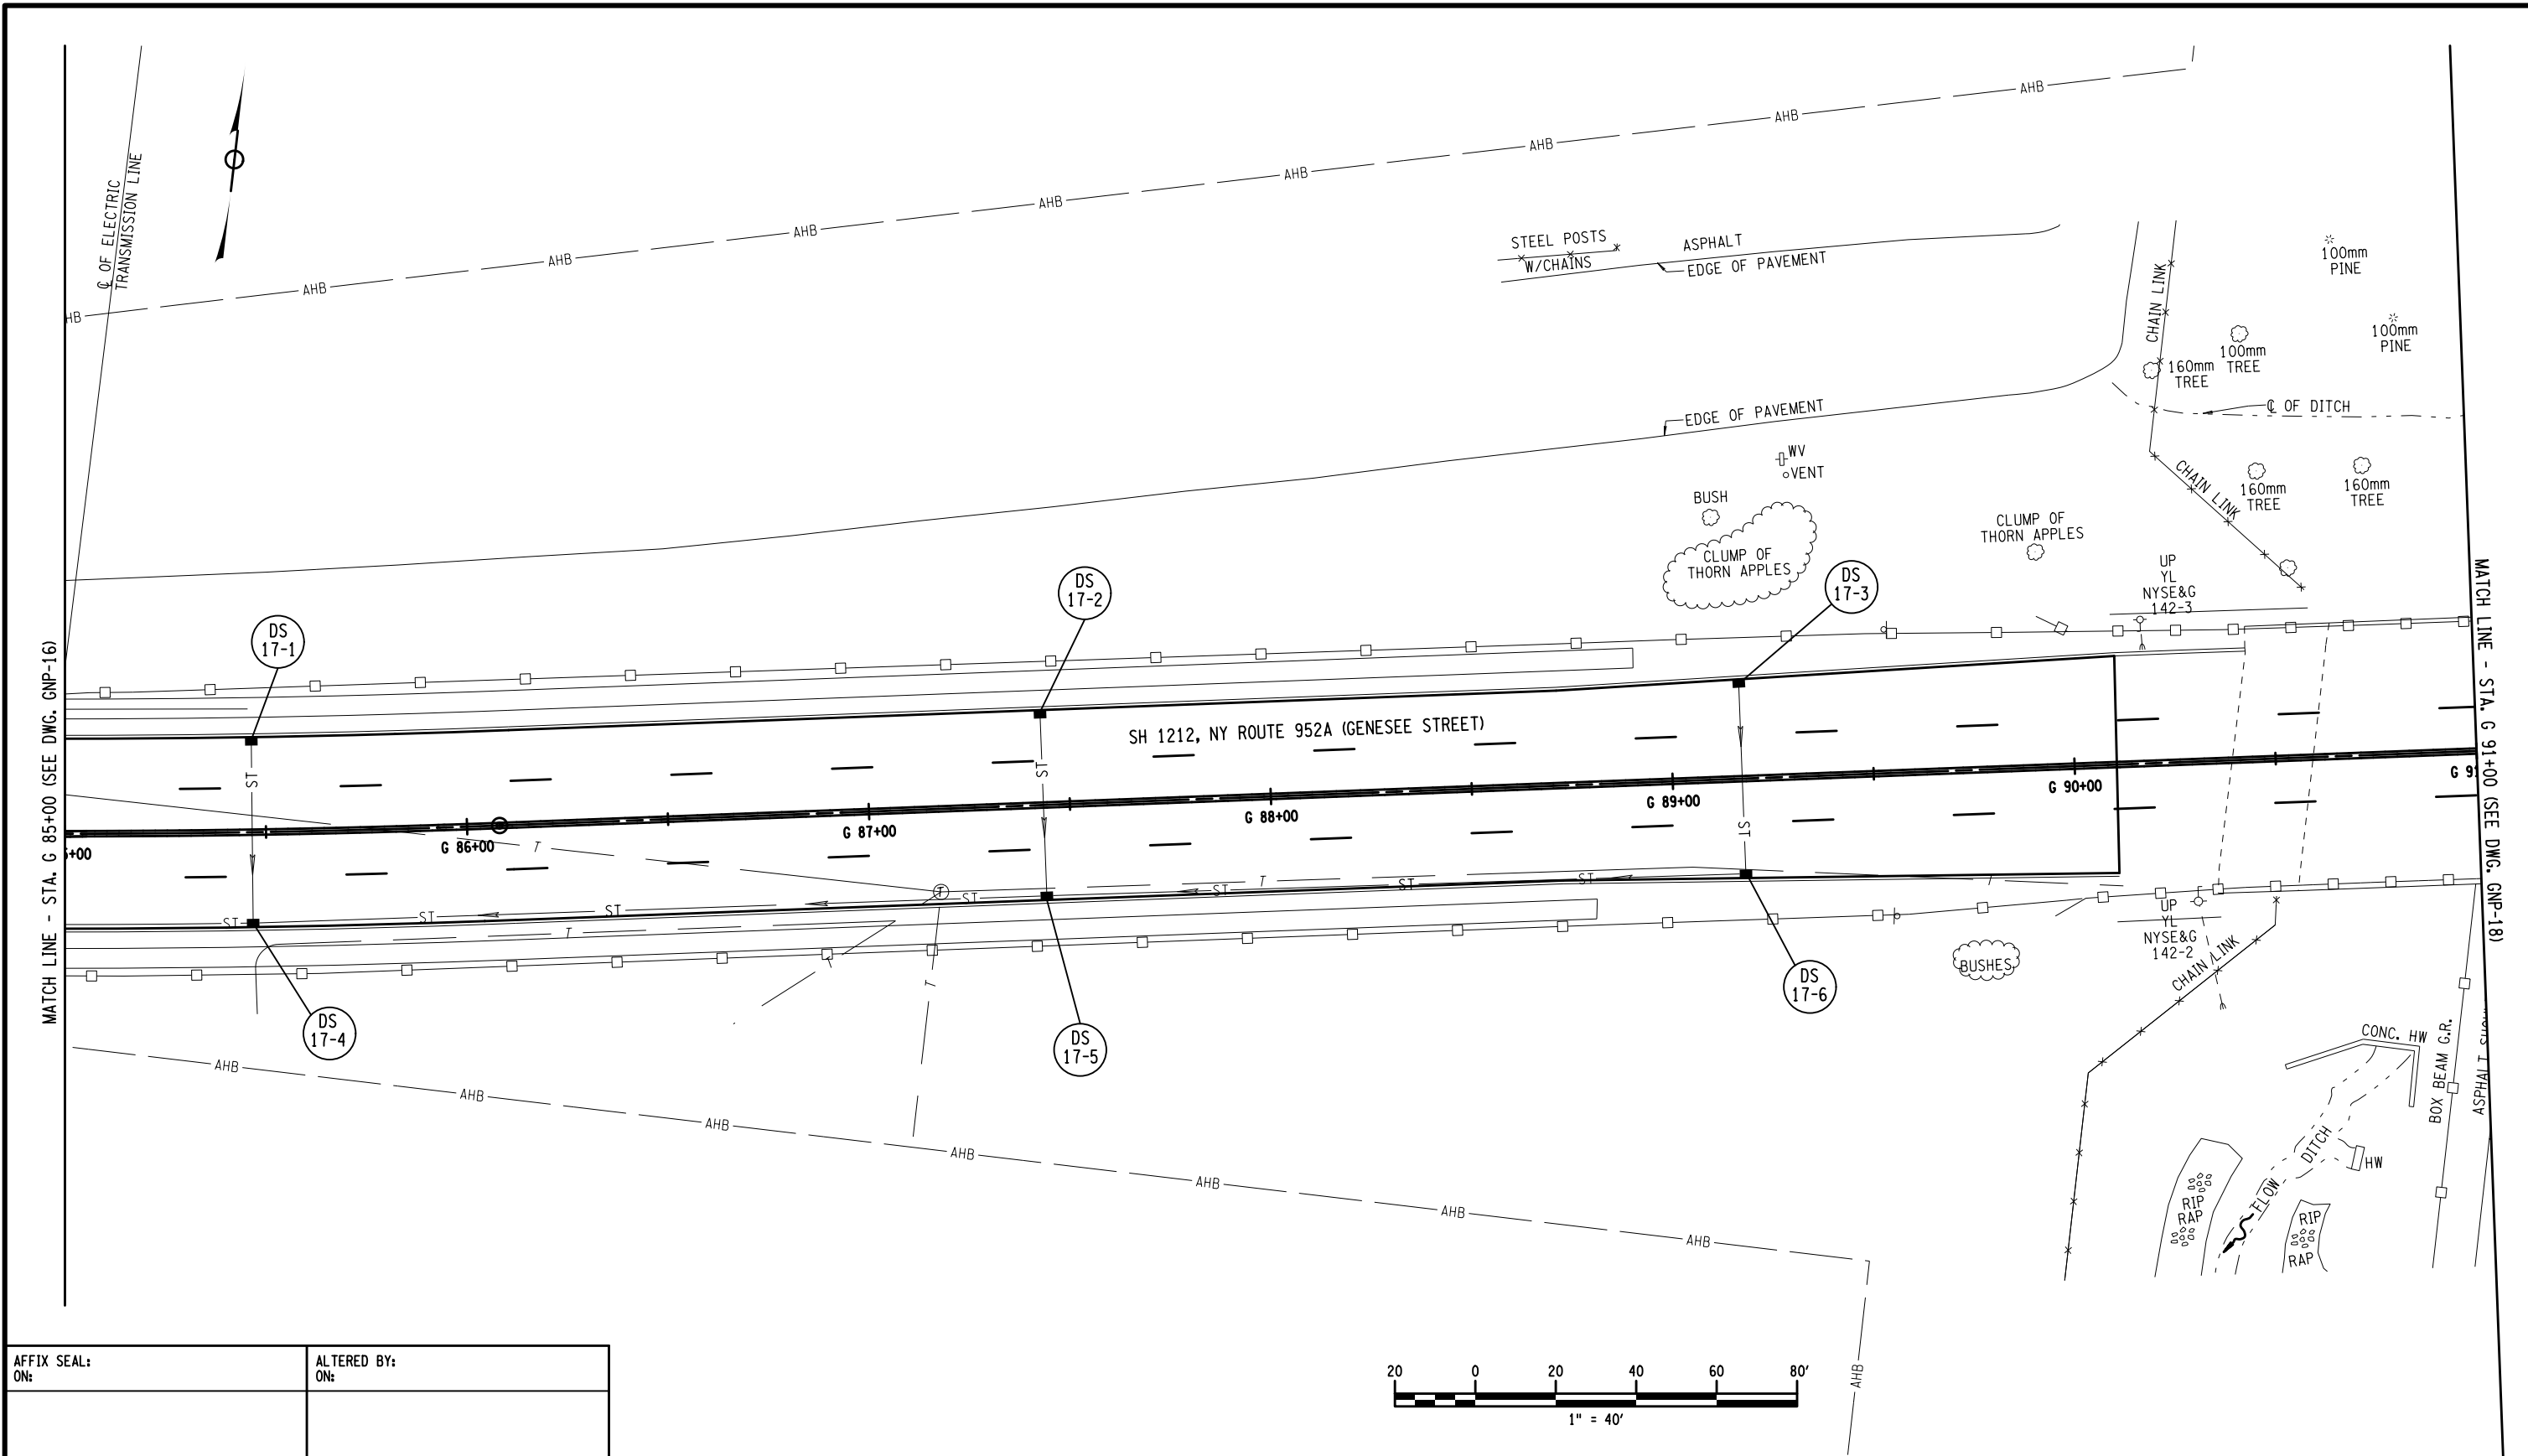 ℄ OF ELECTRIC
TRANSMISSION LINE
HB
AHB
AHB
AHB
AHB
AHB
AHB
AHB
AHB
STEEL POSTS
W/CHAINS
ASPHALT
EDGE OF PAVEMENT
CHAIN LINK
100mm
PINE
100mm
PINE
100mm
TREE
160mm
TREE
℄ OF DITCH
EDGE OF PAVEMENT
WV
VENT
BUSH
CLUMP OF
THORN APPLES
CLUMP OF
THORN APPLES
CHAIN LINK
160mm
TREE
160mm
TREE
UP
YL
NYSE&G
142-3
DS
17-1
DS
17-2
DS
17-3
MATCH LINE - STA. G 85+00 (SEE DWG. GNP-16)
MATCH LINE - STA. G 91+00 (SEE DWG. GNP-18)
SH 1212, NY ROUTE 952A (GENESEE STREET)
ST
ST
ST
+00
G 86+00
G 87+00
G 88+00
G 89+00
G 90+00
G 91
T
T
T
T
T
T
ST
ST
ST
ST
ST
ST
ST
DS
17-4
DS
17-5
DS
17-6
UP
YL
NYSE&G
142-2
BUSHES
CHAIN LINK
CONC. HW
BOX BEAM G.R.
ASPHALT
DITCH
HW
FLOW
RIP
RAP
RIP
RAP
AHB
AHB
AHB
AHB
AHB
AHB
AHB
AHB
AFFIX SEAL:
ON:
ALTERED BY:
ON:
20 0 20 40 60 80'
1" = 40'